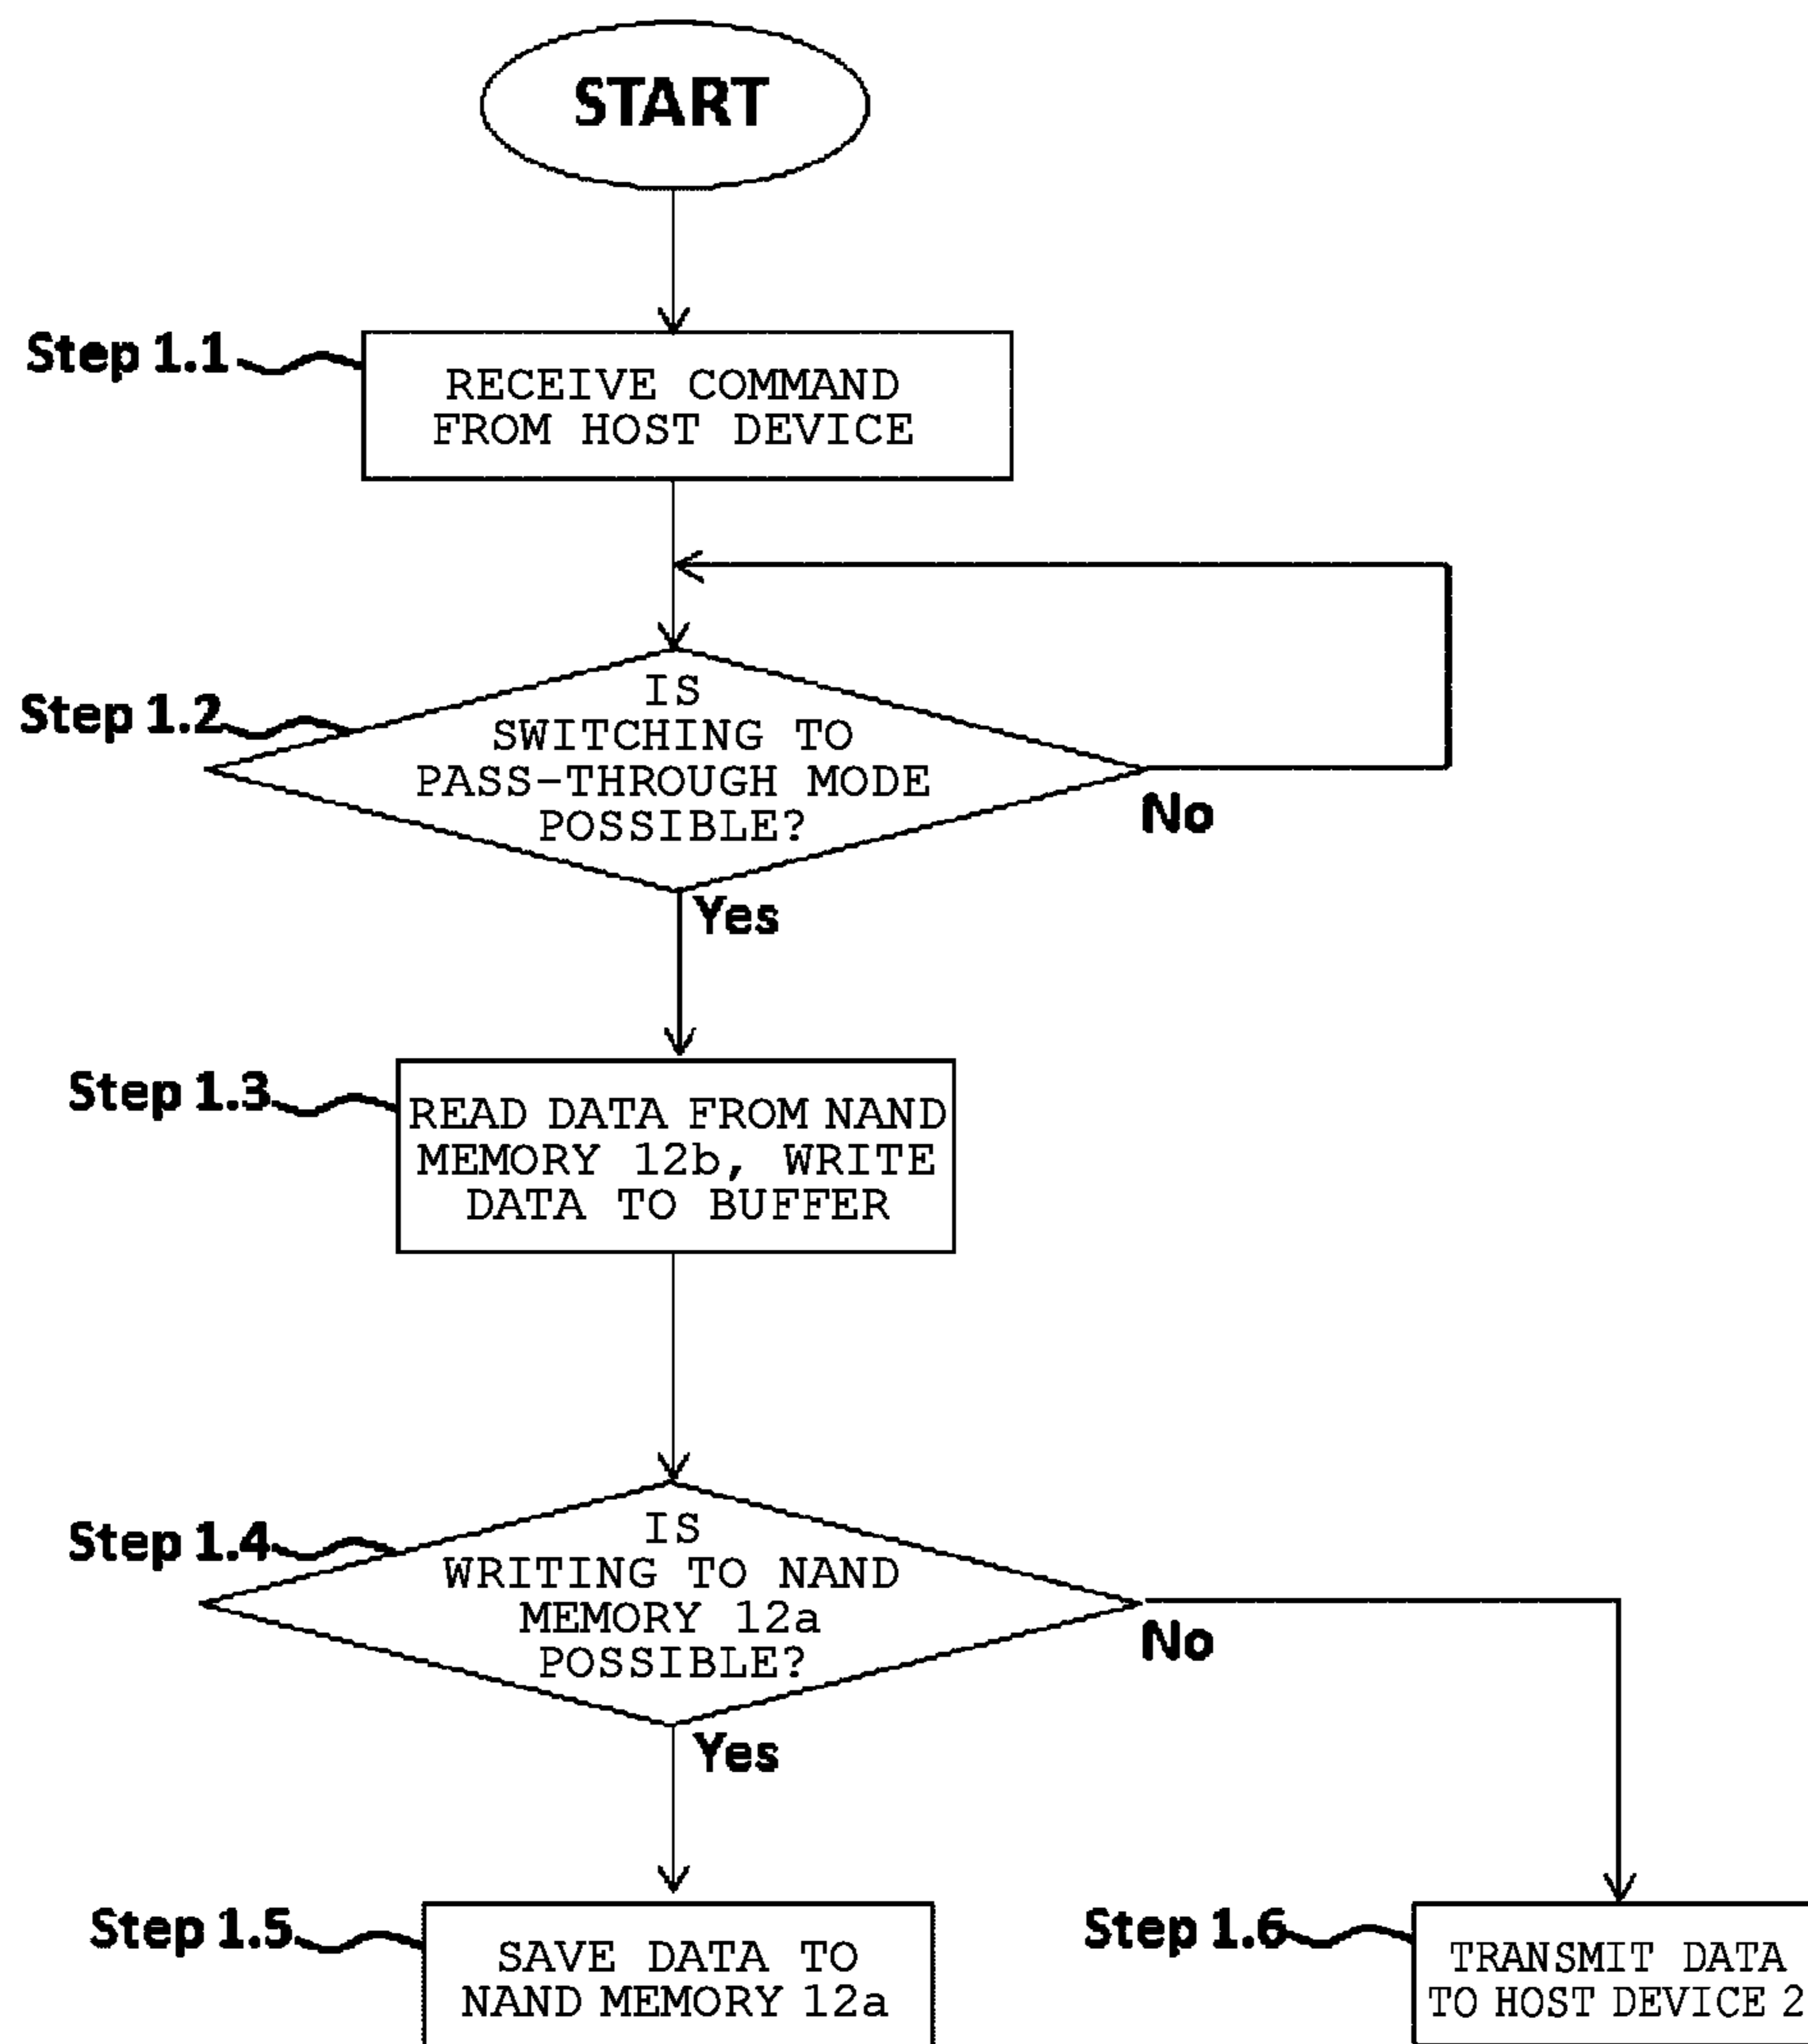 START
Step 1.1
RECEIVE COMMAND
FROM HOST DEVICE
Step 1.2
IS
SWITCHING TO
PASS-THROUGH MODE
POSSIBLE?
No
Yes
Step 1.3
READ DATA FROM NAND
MEMORY 12b, WRITE
DATA TO BUFFER
Step 1.4
IS
WRITING TO NAND
MEMORY 12a
POSSIBLE?
No
Yes
Step 1.5
SAVE DATA TO
NAND MEMORY 12a
Step 1.6
TRANSMIT DATA
TO HOST DEVICE 2